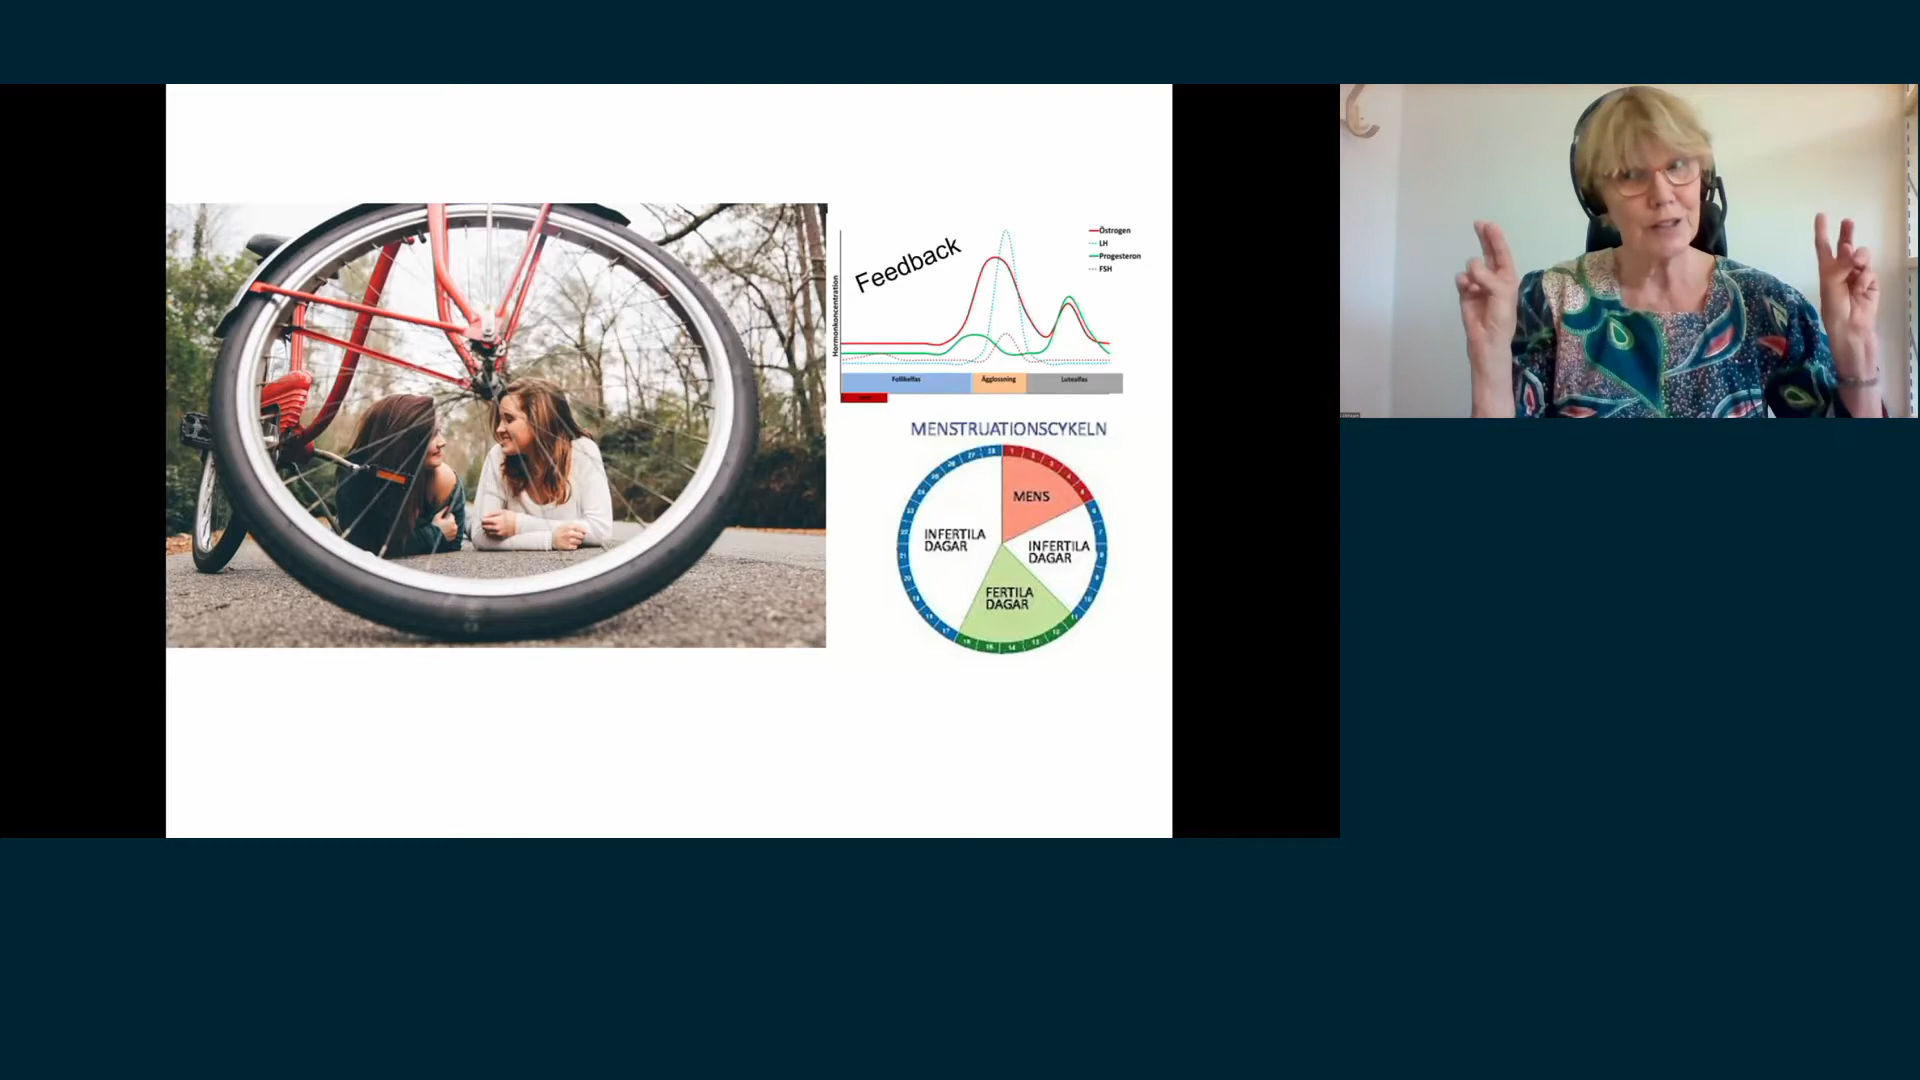 Feedback
Östrogen
LH
Progesteron
FSH
Hormonkoncentration
Follikelfas
Ägglossning
Lutealfas
MENSTRUATIONSCYKELN
MENS
INFERTILA
DAGAR
INFERTILA
DAGAR
FERTILA
DAGAR